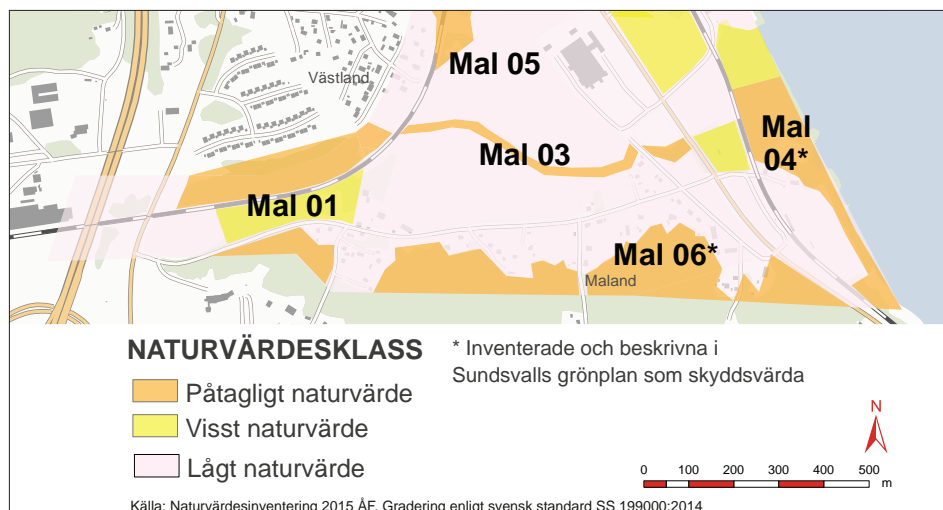 Mal 05
Västland
Mal
04*
Mal 03
Mal 01
Mal 06*
Maland
NATURVÄRDESKLASS
Påtagligt naturvärde
Visst naturvärde
Lågt naturvärde
* Inventerade och beskrivna i
Sundsvalls grönplan som skyddsvärda
N
0 100 200 300 400 500
m
Källa: Naturvärdesinventering 2015 ÅF. Gradering enligt svensk standard SS 199000:2014